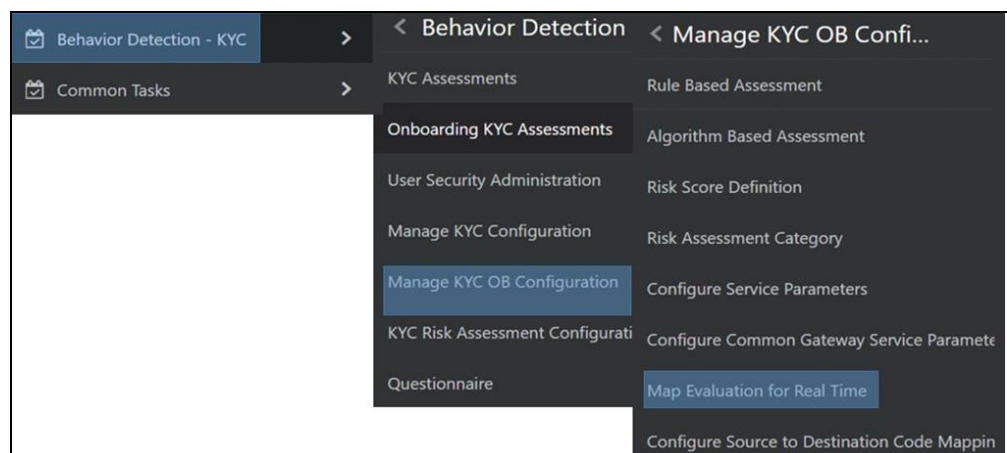 Behavior Detection - KYC
Common Tasks
Behavior Detection
KYC Assessments
Onboarding KYC Assessments
User Security Administration
Manage KYC Configuration
Manage KYC OB Configuration
KYC Risk Assessment Configurati
Questionnaire
Manage KYC OB Confi...
Rule Based Assessment
Algorithm Based Assessment
Risk Score Definition
Risk Assessment Category
Configure Service Parameters
Configure Common Gateway Service Paramete
Map Evaluation for Real Time
Configure Source to Destination Code Mappin